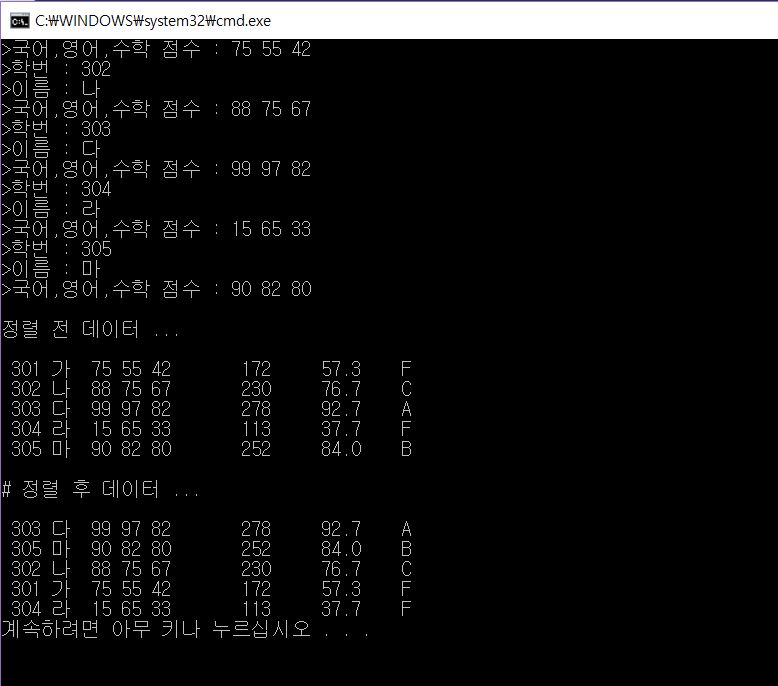 C:\WINDOWS\system32\cmd.exe
>국어,영어,수학 점수 : 75 55 42
>학번 : 302
>이름 : 나
>국어,영어,수학 점수 : 88 75 67
>학번 : 303
>이름 : 다
>국어,영어,수학 점수 : 99 97 82
>학번 : 304
>이름 : 라
>국어,영어,수학 점수 : 15 65 33
>학번 : 305
>이름 : 마
>국어,영어,수학 점수 : 90 82 80
정렬 전 데이터 ...
301 가 75 55 42 172 57.3 F
302 나 88 75 67 230 76.7 C
303 다 99 97 82 278 92.7 A
304 라 15 65 33 113 37.7 F
305 마 90 82 80 252 84.0 B
# 정렬 후 데이터 ...
303 다 99 97 82 278 92.7 A
305 마 90 82 80 252 84.0 B
302 나 88 75 67 230 76.7 C
301 가 75 55 42 172 57.3 F
304 라 15 65 33 113 37.7 F
계속하려면 아무 키나 누르십시오 . . .